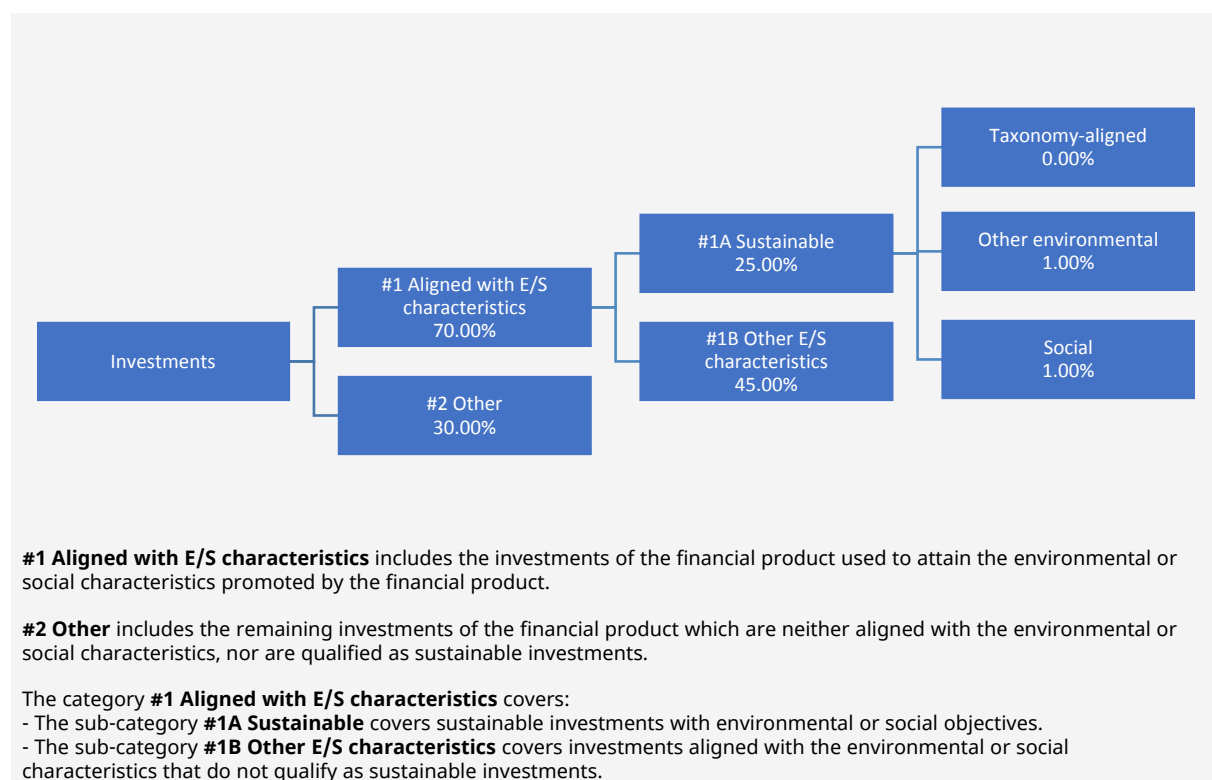 Investments
#1 Aligned with E/S
characteristics
70.00%
#2 Other
30.00%
#1A Sustainable
25.00%
#1B Other E/S
characteristics
45.00%
Taxonomy-aligned
0.00%
Other environmental
1.00%
Social
1.00%
#1 Aligned with E/S characteristics includes the investments of the financial product used to attain the environmental or
social characteristics promoted by the financial product.
#2 Other includes the remaining investments of the financial product which are neither aligned with the environmental or
social characteristics, nor are qualified as sustainable investments.
The category #1 Aligned with E/S characteristics covers:
- The sub-category #1A Sustainable covers sustainable investments with environmental or social objectives.
- The sub-category #1B Other E/S characteristics covers investments aligned with the environmental or social
characteristics that do not qualify as sustainable investments.